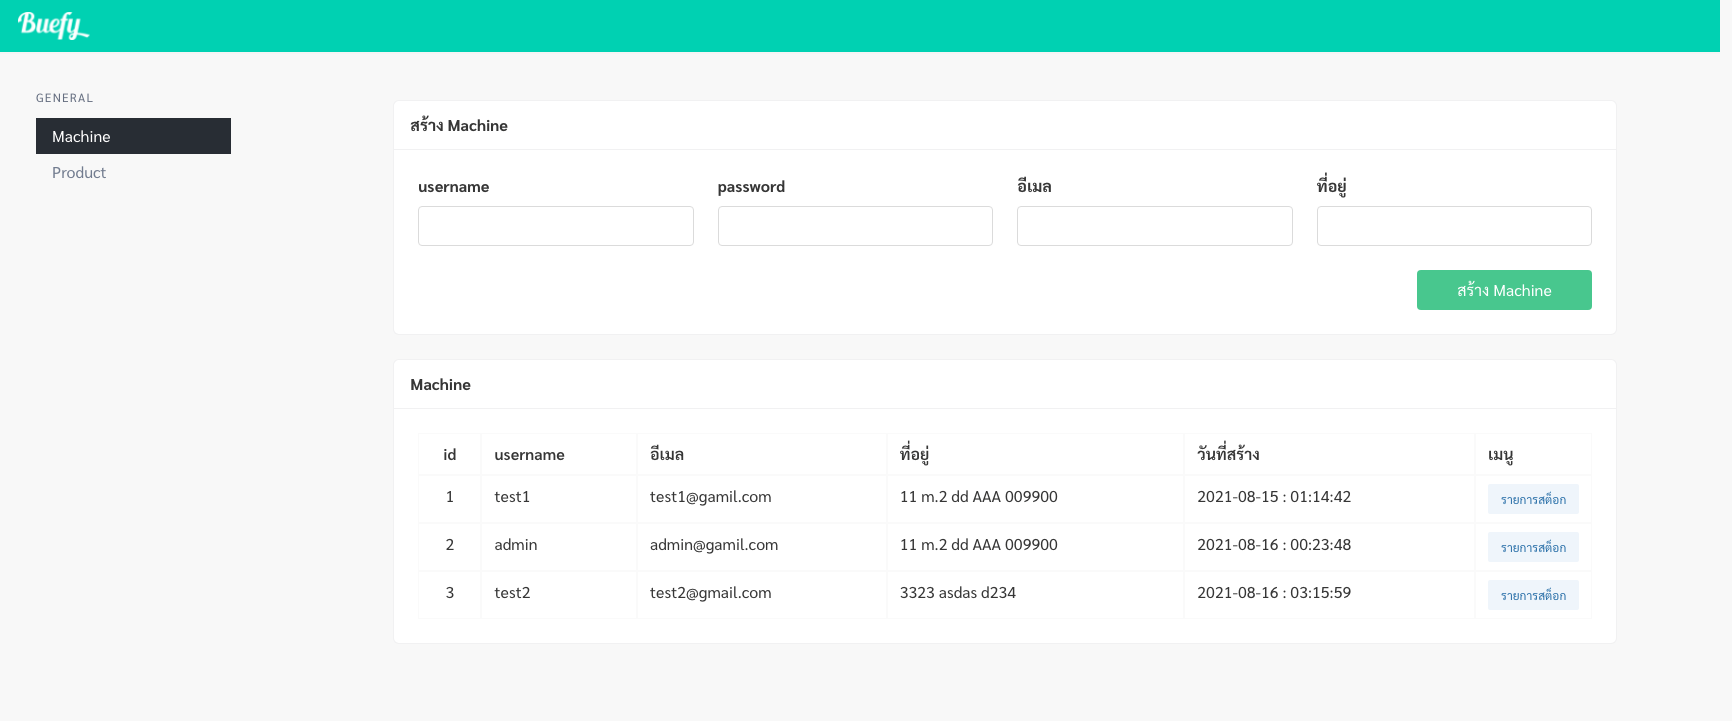 Buefy
GENERAL
Machine
Product
สร้าง Machine
username password อีเมล ที่อยู่
สร้าง Machine
Machine
id username อีเมล ที่อยู่ วันที่สร้าง เมนู
1 test1 test1@gamil.com 11 m.2 dd AAA 009900 2021-08-15 : 01:14:42 รายการสต็อก
2 admin admin@gamil.com 11 m.2 dd AAA 009900 2021-08-16 : 00:23:48 รายการสต็อก
3 test2 test2@gmail.com 3323 asdas d234 2021-08-16 : 03:15:59 รายการสต็อก